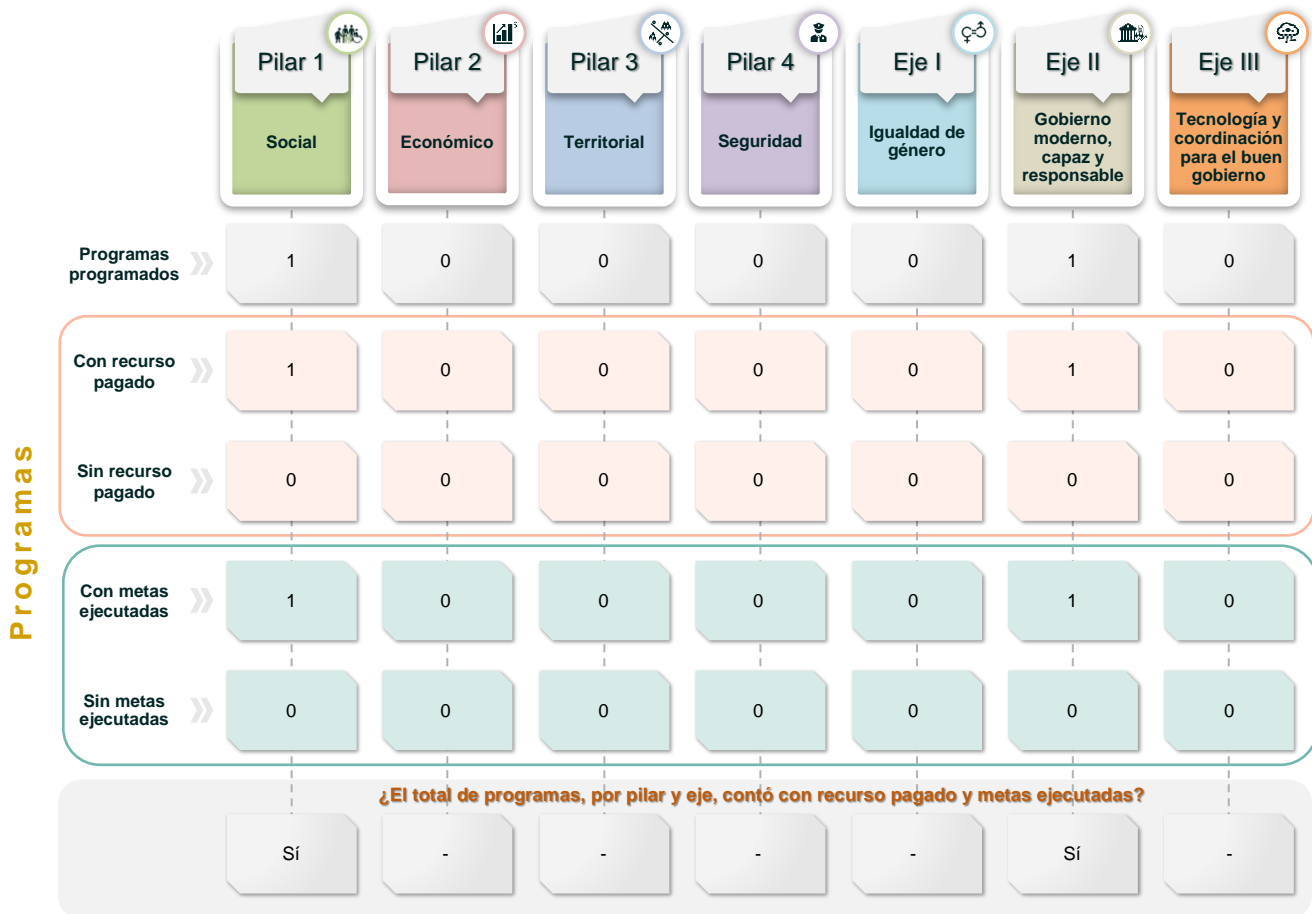 Pilar 1
Pilar 2
Pilar 3
Pilar 4
Eje I
Eje II
Eje III
Social
Económico
Territorial
Seguridad
Igualdad de
género
Gobierno
moderno,
capaz y
responsable
Tecnología y
coordinación
para el buen
gobierno
Programas
Programas
programados
1
0
0
0
0
1
0
Con recurso
pagado
1
0
0
0
0
1
0
Sin recurso
pagado
0
0
0
0
0
0
0
Con metas
ejecutadas
1
0
0
0
0
1
0
Sin metas
ejecutadas
0
0
0
0
0
0
0
¿El total de programas, por pilar y eje, contó con recurso pagado y metas ejecutadas?
Sí
-
-
-
-
Sí
-